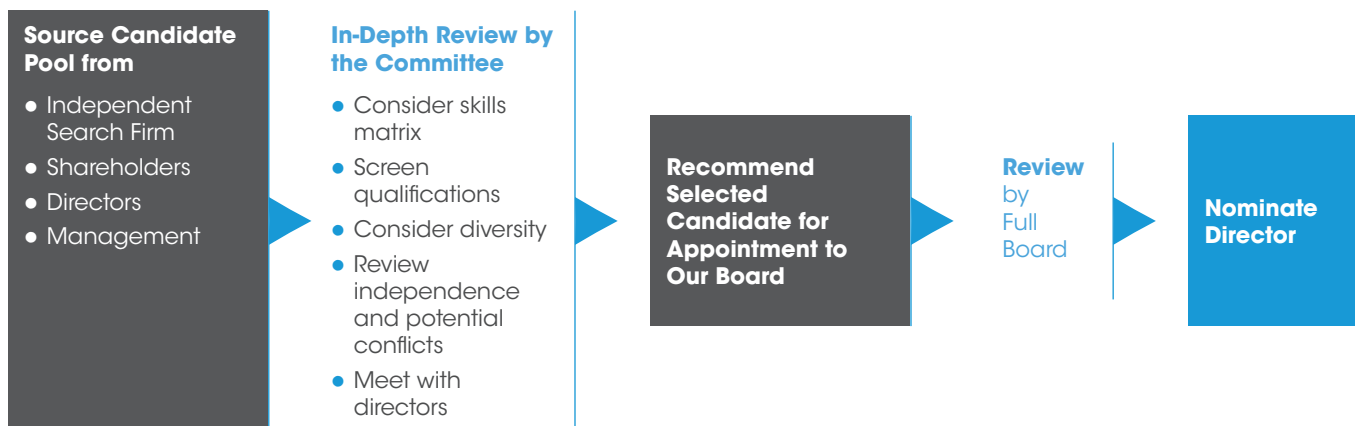 Source Candidate
Pool from
● Independent
Search Firm
● Shareholders
● Directors
● Management
In-Depth Review by
the Committee
● Consider skills
matrix
● Screen
qualifications
● Consider diversity
● Review
independence
and potential
conflicts
● Meet with
directors
Recommend
Selected
Candidate for
Appointment to
Our Board
Review
by
Full
Board
Nominate
Director